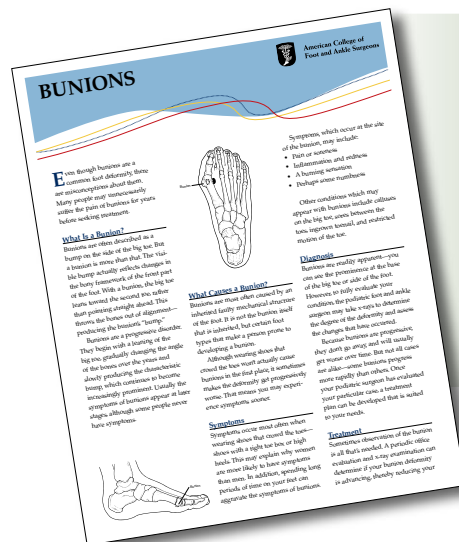 BUNIONS
American College of
Foot and Ankle Surgeons
Even though bunions are a
common foot deformity, there
are misconceptions about them.
Many people may unnecessarily
suffer the pain of bunions for years
before seeking treatment.
What Is a Bunion?
Bunions are often described as a
bump on the side of the big toe. But
a bunion is more than that. The visi-
ble bump actually reflects changes in
the bony framework of the front part
of the foot. With a bunion, the big toe
leans toward the second toe, rather
than pointing straight ahead. This
throws the bones out of alignment—
producing the bunion's "bump."
Bunions are a progressive disorder.
They begin with a leaning of the
big toe, gradually changing the angle
of the bones over the years and
slowly producing the characteristic
bump, which continues to become
increasingly prominent. Usually the
symptoms of bunions appear at later
stages, although some people never
have symptoms.
Bunion
Bunion
What Causes a Bunion?
Bunions are most often caused by an
inherited faulty mechanical structure
of the foot. It is not the bunion itself
that is inherited, but certain foot
types that make a person prone to
developing a bunion.
Although wearing shoes that
crowd the toes won't actually cause
bunions in the first place, it sometimes
makes the deformity get progressively
worse. That means you may experi-
ence symptoms sooner.
Symptoms
Symptoms occur most often when
wearing shoes that crowd the toes—
shoes with a tight toe box or high
heels. This may explain why women
are more likely to have symptoms
than men. In addition, spending long
periods of time on your feet can
aggravate the symptoms of bunions.
Symptoms, which occur at the site
of the bunion, may include:
• Pain or soreness
• Inflammation and redness
• A burning sensation
• Perhaps some numbness
Other conditions which may
appear with bunions include calluses
on the big toe, sores between the
toes, ingrown toenail, and restricted
motion of the toe.
Diagnosis
Bunions are readily apparent—you
can see the prominence at the base
of the big toe or side of the foot.
However, to fully evaluate your
condition, the podiatric foot and ankle
surgeon may take x-rays to determine
the degree of the deformity and assess
the changes that have occurred.
Because bunions are progressive,
they don't go away, and will usually
get worse over time. But not all cases
are alike—some bunions progress
more rapidly than others. Once
your podiatric surgeon has evaluated
your particular case, a treatment
plan can be developed that is suited
to your needs.
Treatment
Sometimes observation of the bunion
is all that's needed. A periodic office
evaluation and x-ray examination can
determine if your bunion deformity
is advancing, thereby reducing your